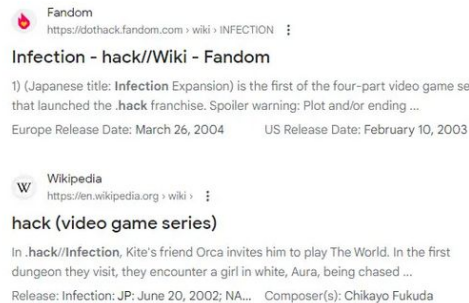 Fandom
https://dothack.fandom.com › wiki › INFECTION
Infection - hack//Wiki - Fandom
1) (Japanese title: Infection Expansion) is the first of the four-part video game se
that launched the .hack franchise. Spoiler warning: Plot and/or ending ...
Europe Release Date: March 26, 2004 US Release Date: February 10, 2003
W
Wikipedia
https://en.wikipedia.org › wiki ›
hack (video game series)
In .hack//Infection, Kite's friend Orca invites him to play The World. In the first
dungeon they visit, they encounter a girl in white, Aura, being chased ...
Release: Infection: JP: June 20, 2002; NA... Composer(s): Chikayo Fukuda